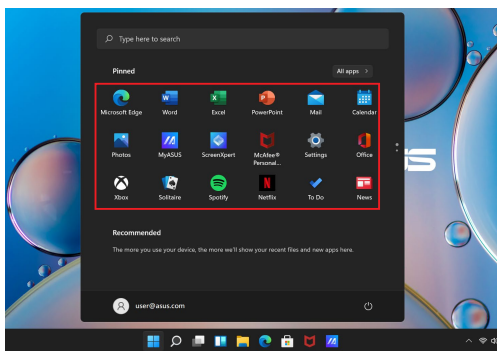 Type here to search
Pinned
All apps >
Microsoft Edge
Word
Excel
PowerPoint
Mail
Calendar
Photos
MyASUS
ScreenXpert
McAfee®
Personal...
Settings
Office
Xbox
Solitaire
Spotify
Netflix
To Do
News
Recommended
The more you use your device, the more we'll show your recent files and new apps here.
user@asus.com